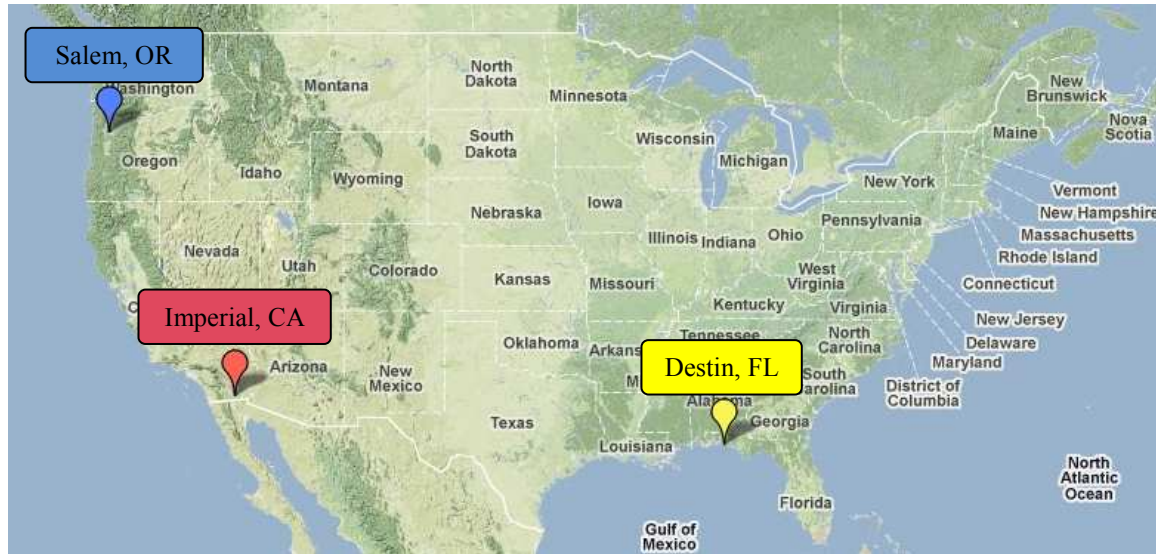 Salem, OR
Washington
Montana
North
Dakota
Minnesota
New
Brunswick
Nova
Scotia
Maine
Oregon
Idaho
Wyoming
South
Dakota
Wisconsin
Michigan
New York
Vermont
New Hampshire
Massachusetts
Rhode Island
Connecticut
New Jersey
Delaware
Maryland
District of
Columbia
Nebraska
Iowa
Illinois
Indiana
Ohio
Pennsylvania
Nevada
Utah
Colorado
Kansas
Missouri
West
Virginia
Kentucky
Virginia
Imperial, CA
Arizona
New
Mexico
Oklahoma
Arkans
Tennessee
North
Carolina
Destin, FL
South
Carolina
Alabama
Georgia
Texas
Louisiana
Florida
Gulf of
Mexico
North
Atlantic
Ocean